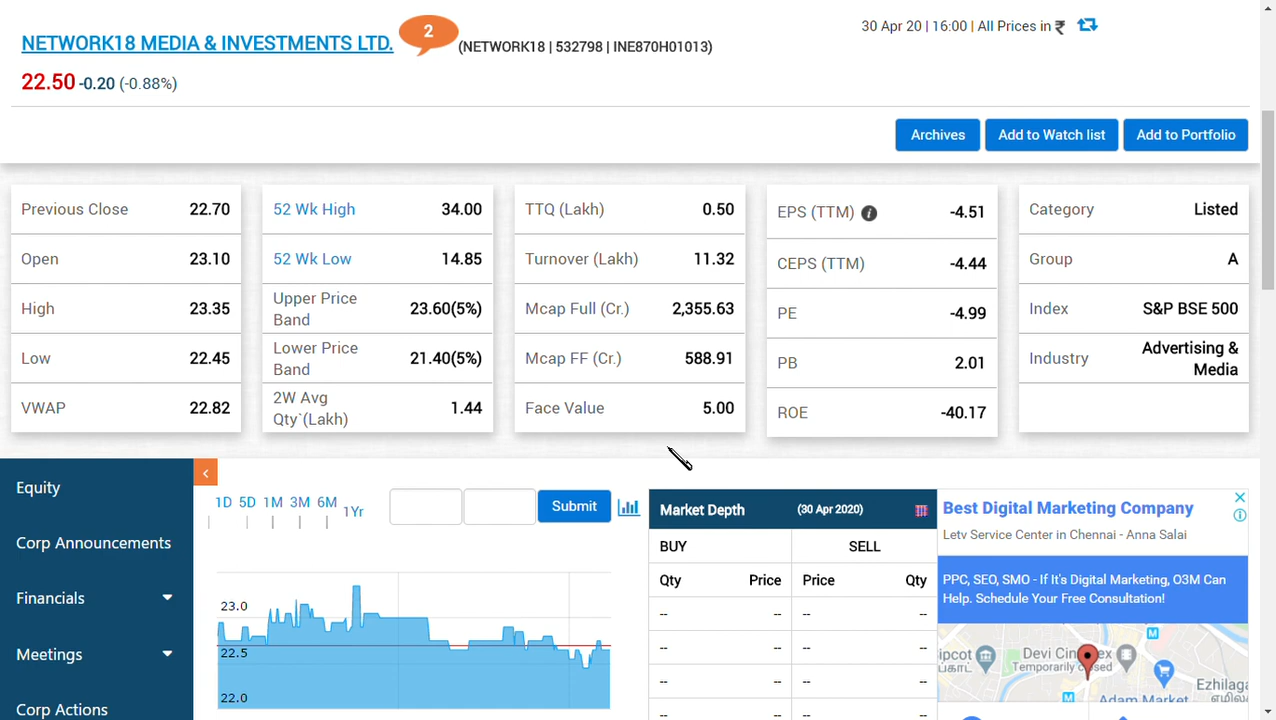 NETWORK18 MEDIA & INVESTMENTS LTD.
2
(NETWORK18 | 532798 | INE870H01013)
30 Apr 20 | 16:00 | All Prices in ₹
22.50 -0.20 (-0.88%)
Archives
Add to Watch list
Add to Portfolio
Previous Close 22.70
Open 23.10
High 23.35
Low 22.45
VWAP 22.82
52 Wk High 34.00
52 Wk Low 14.85
Upper Price
Band 23.60(5%)
Lower Price
Band 21.40(5%)
2W Avg
Qty`(Lakh) 1.44
TTQ (Lakh) 0.50
Turnover (Lakh) 11.32
Mcap Full (Cr.) 2,355.63
Mcap FF (Cr.) 588.91
Face Value 5.00
EPS (TTM) i -4.51
CEPS (TTM) -4.44
PE -4.99
PB 2.01
ROE -40.17
Category Listed
Group A
Index S&P BSE 500
Industry Advertising &
Media
Equity
Corp Announcements
Financials
Meetings
Corp Actions
<
1D 5D 1M 3M 6M 1Yr
Submit
23.0
22.5
22.0
Market Depth (30 Apr 2020)
BUY SELL
Qty Price Price Qty
-- -- -- --
-- -- -- --
-- -- -- --
-- -- -- --
Best Digital Marketing Company
Letv Service Center in Chennai - Anna Salai
PPC, SEO, SMO - If It's Digital Marketing, O3M Can
Help. Schedule Your Free Consultation!
M
Devi Cin ex
Temporarily closed
Adam Market
M